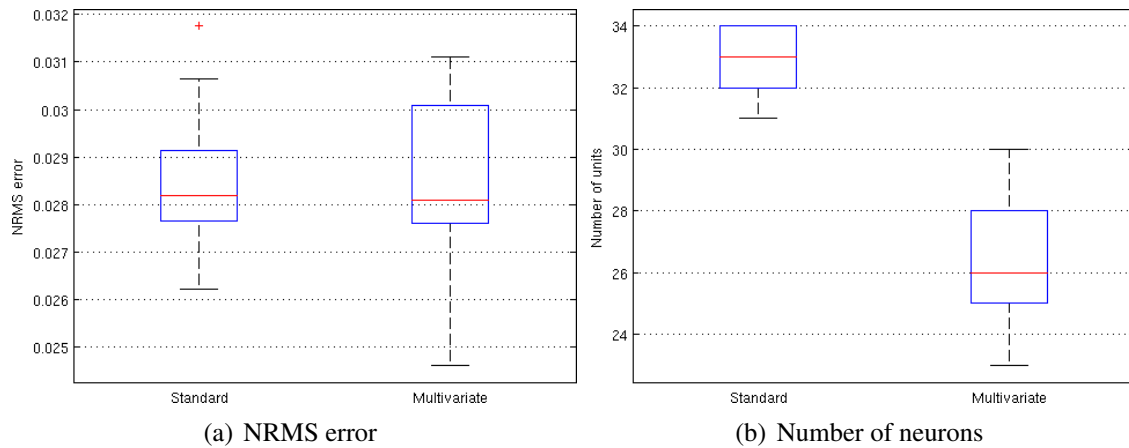 0.032
0.031
0.03
0.029
0.028
0.027
0.026
0.025
NRMS error
Standard
Multivariate
(a) NRMS error
34
32
30
28
26
24
Number of units
Standard
Multivariate
(b) Number of neurons